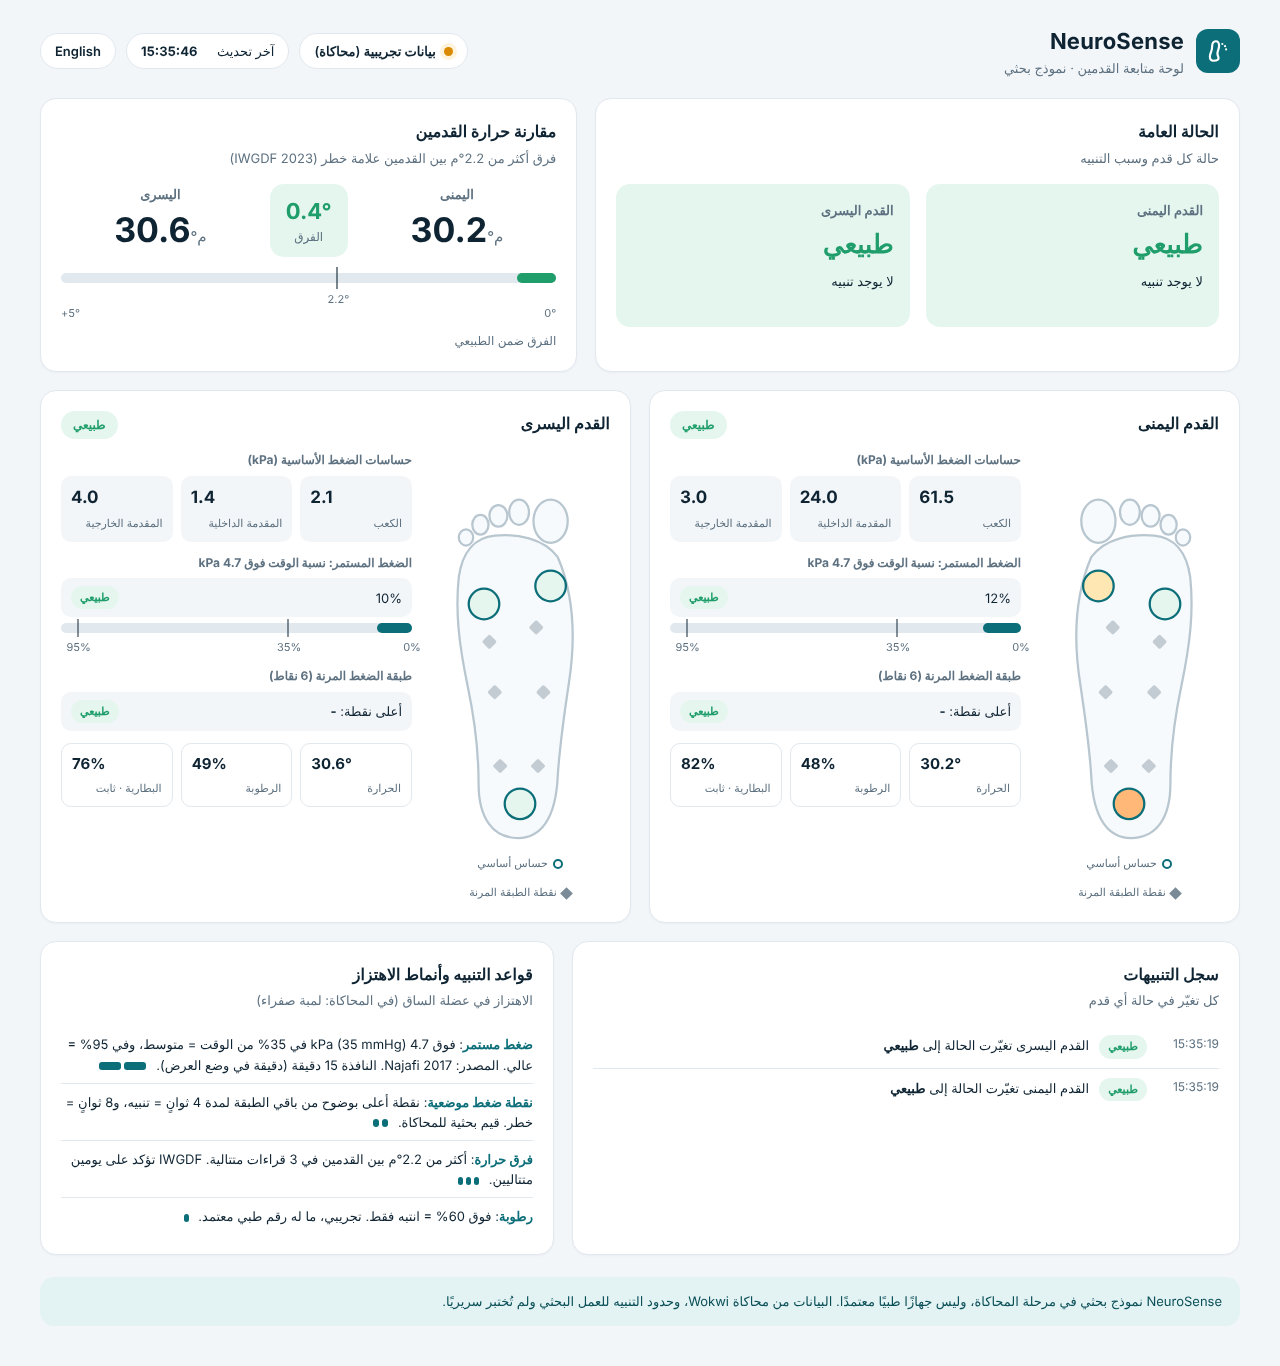 NeuroSense
لوحة متابعة القدمين · نموذج بحثي
بيانات تجريبية (محاكاة)
آخر تحديث 15:35:46
English
الحالة العامة
حالة كل قدم وسبب التنبيه
القدم اليمنى
طبيعي
لا يوجد تنبيه
القدم اليسرى
طبيعي
لا يوجد تنبيه
مقارنة حرارة القدمين
فرق أكثر من 2.2°م بين القدمين علامة خطر (IWGDF 2023)
اليمنى
30.2°م
0.4°
الفرق
اليسرى
30.6°م
2.2°
0°
+5°
الفرق ضمن الطبيعي
القدم اليمنى
طبيعي
حساسات الضغط الأساسية (kPa)
61.5
الكعب
24.0
المقدمة الداخلية
3.0
المقدمة الخارجية
الضغط المستمر: نسبة الوقت فوق 4.7 kPa
12%
طبيعي
0%
35%
95%
طبقة الضغط المرنة (6 نقاط)
أعلى نقطة: -
طبيعي
30.2°
الحرارة
48%
الرطوبة
82%
البطارية · ثابت
حساس أساسي
نقطة الطبقة المرنة
القدم اليسرى
طبيعي
حساسات الضغط الأساسية (kPa)
2.1
الكعب
1.4
المقدمة الداخلية
4.0
المقدمة الخارجية
الضغط المستمر: نسبة الوقت فوق 4.7 kPa
10%
طبيعي
0%
35%
95%
طبقة الضغط المرنة (6 نقاط)
أعلى نقطة: -
طبيعي
30.6°
الحرارة
49%
الرطوبة
76%
البطارية · ثابت
حساس أساسي
نقطة الطبقة المرنة
سجل التنبيهات
كل تغيّر في حالة أي قدم
15:35:19 طبيعي القدم اليسرى تغيّرت الحالة إلى طبيعي
15:35:19 طبيعي القدم اليمنى تغيّرت الحالة إلى طبيعي
قواعد التنبيه وأنماط الاهتزاز
الاهتزاز في عضلة الساق (في المحاكاة: لمبة صفراء)
ضغط مستمر: فوق 4.7 kPa (35 mmHg) في 35% من الوقت = متوسط، وفي 95% =
عالي. المصدر: Najafi 2017. النافذة 15 دقيقة (دقيقة في وضع العرض).
نقطة ضغط موضعية: نقطة أعلى بوضوح من باقي الطبقة لمدة 4 ثوانٍ = تنبيه، و8 ثوانٍ =
خطر. قيم بحثية للمحاكاة.
فرق حرارة: أكثر من 2.2°م بين القدمين في 3 قراءات متتالية. IWGDF تؤكد على يومين
متتاليين.
رطوبة: فوق 60% = انتبه فقط. تجريبي، ما له رقم طبي معتمد.
NeuroSense نموذج بحثي في مرحلة المحاكاة، وليس جهازًا طبيًا معتمدًا. البيانات من محاكاة Wokwi، وحدود التنبيه للعمل البحثي ولم تُختبر سريريًا.